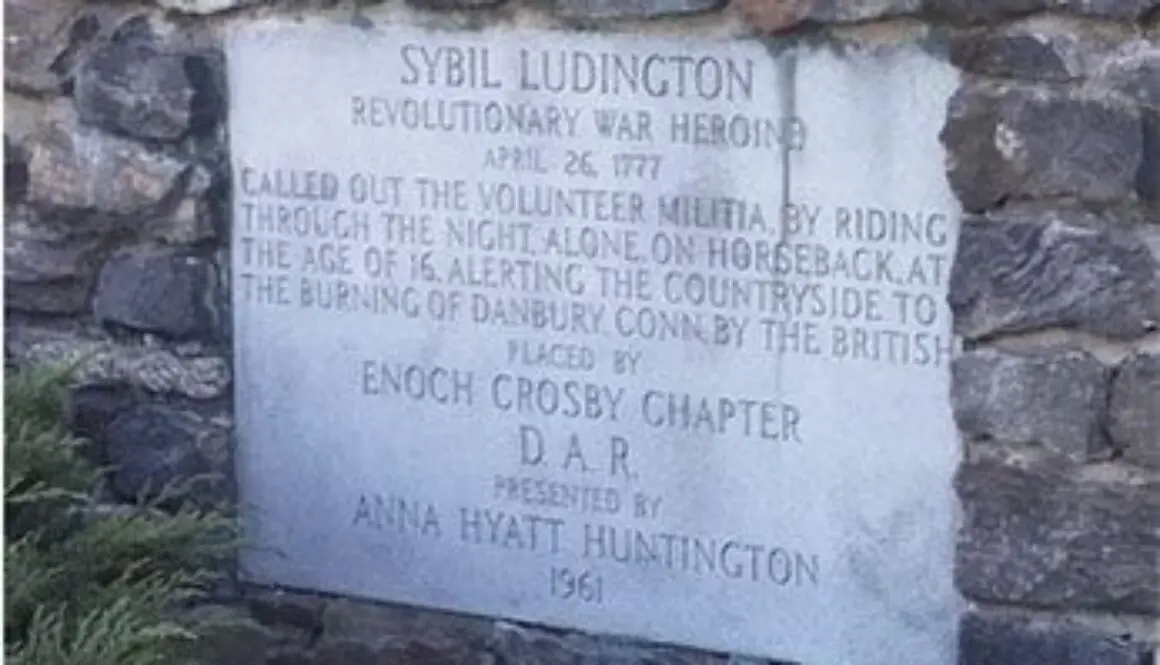 SYBIL LUDINGTON
REVOLUTIONARY WAR HEROINE
APRIL 26, 1777
CALLED OUT THE VOLUNTEER MILITIA, BY RIDING
THROUGH THE NIGHT, ALONE, ON HORSEBACK, AT
THE AGE OF 16, ALERTING THE COUNTRYSIDE TO
THE BURNING OF DANBURY, CONN. BY THE BRITISH
PLACED BY
ENOCH CROSBY CHAPTER
D. A. R.
PRESENTED BY
ANNA HYATT HUNTINGTON
1961